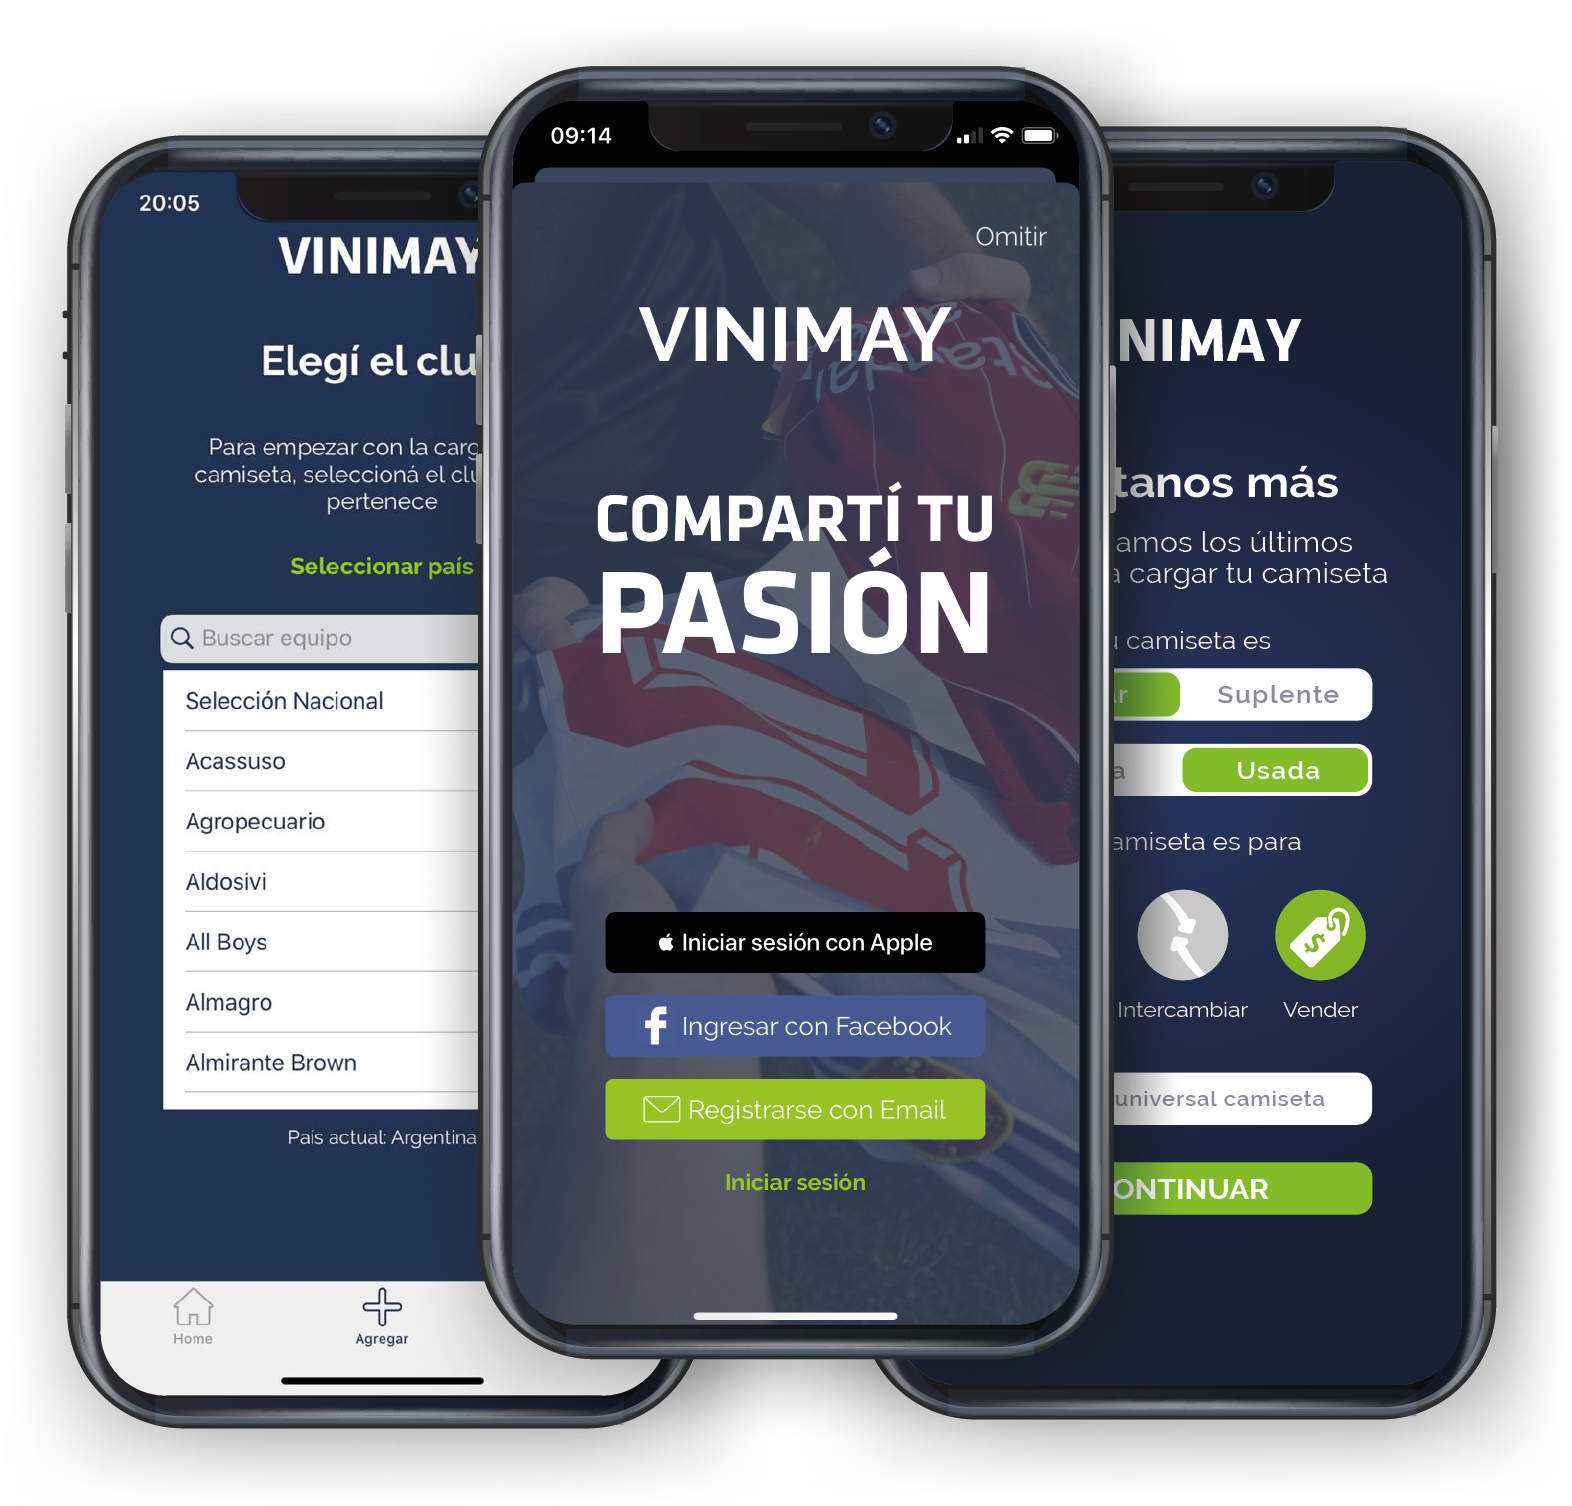 20:05
VINIMAY
Elegí el clu
Para empezar con la carg
camiseta, seleccioná el clu
pertenece
Seleccionar país
Buscar equipo
Selección Nacional
Acassuso
Agropecuario
Aldosivi
All Boys
Almagro
Almirante Brown
País actual: Argentina
Home
Agregar
09:14
Omitir
VINIMAY
COMPARTÍ TU
PASIÓN
Iniciar sesión con Apple
Ingresar con Facebook
Registrarse con Email
Iniciar sesión
NIMAY
tanos más
amos los últimos
a cargar tu camiseta
u camiseta es
ar
Suplente
a
Usada
amiseta es para
Intercambiar
Vender
universal camiseta
ONTINUAR